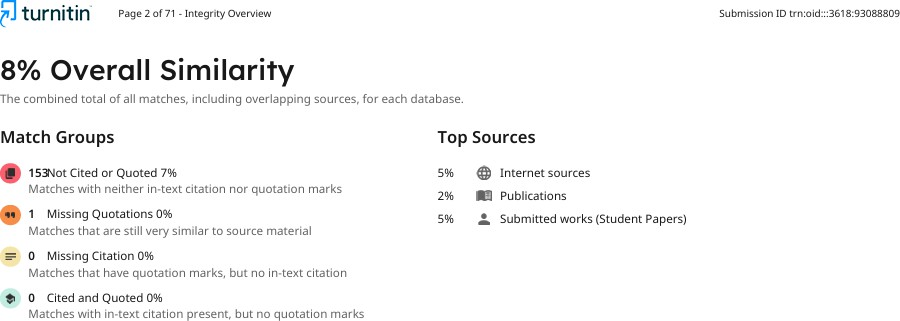 turnitin Page 2 of 71 - Integrity Overview Submission ID trn:oid:::3618:93088809
8% Overall Similarity
The combined total of all matches, including overlapping sources, for each database.
Match Groups
153 Not Cited or Quoted 7%
Matches with neither in-text citation nor quotation marks
1 Missing Quotations 0%
Matches that are still very similar to source material
0 Missing Citation 0%
Matches that have quotation marks, but no in-text citation
0 Cited and Quoted 0%
Matches with in-text citation present, but no quotation marks
Top Sources
5% Internet sources
2% Publications
5% Submitted works (Student Papers)